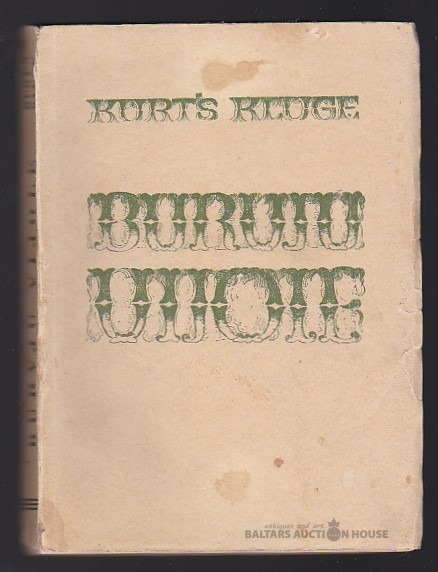 KURTS KLUGE
BURVJU
VIJOLE
antiques and art
BALTARS AUCTION HOUSE